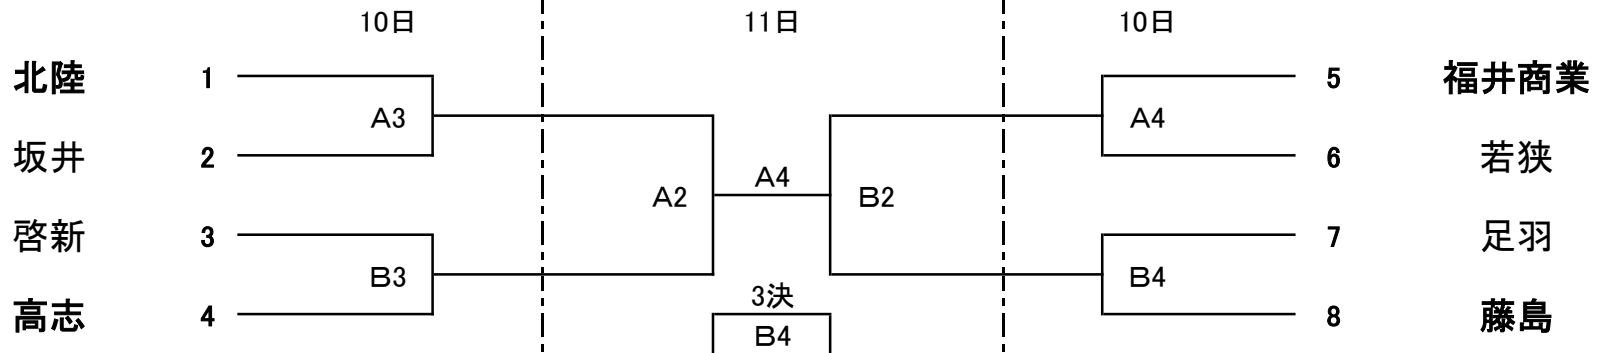 10日 11日 10日
北陸 1 5 福井商業
A3 A4
坂井 2 6 若狭
A4
A2 B2
啓新 3 7 足羽
B3 B4
3決
高志 4 8 藤島
B4